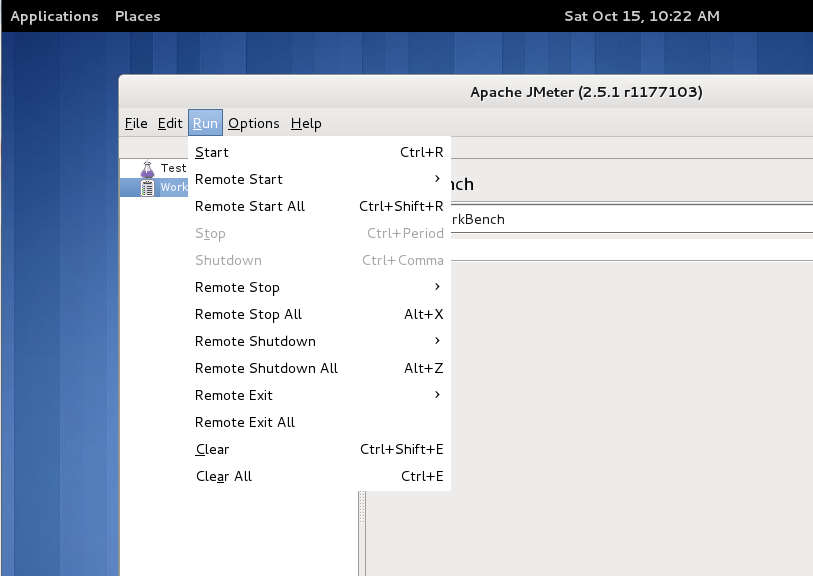 Applications Places Sat Oct 15, 10:22 AM
Apache JMeter (2.5.1 r1177103)
File Edit Run Options Help
Test
Work
Start Ctrl+R
Remote Start
Remote Start All Ctrl+Shift+R
Stop Ctrl+Period
Shutdown Ctrl+Comma
Remote Stop
Remote Stop All Alt+X
Remote Shutdown
Remote Shutdown All Alt+Z
Remote Exit
Remote Exit All
Clear Ctrl+Shift+E
Clear All Ctrl+E
nch
rkBench